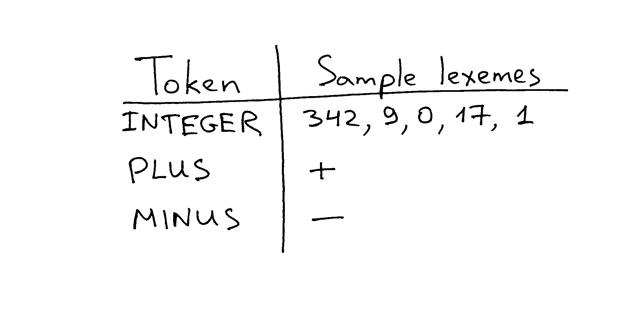 Token Sample lexemes
INTEGER 342, 9, 0, 17, 1
PLUS +
MINUS —